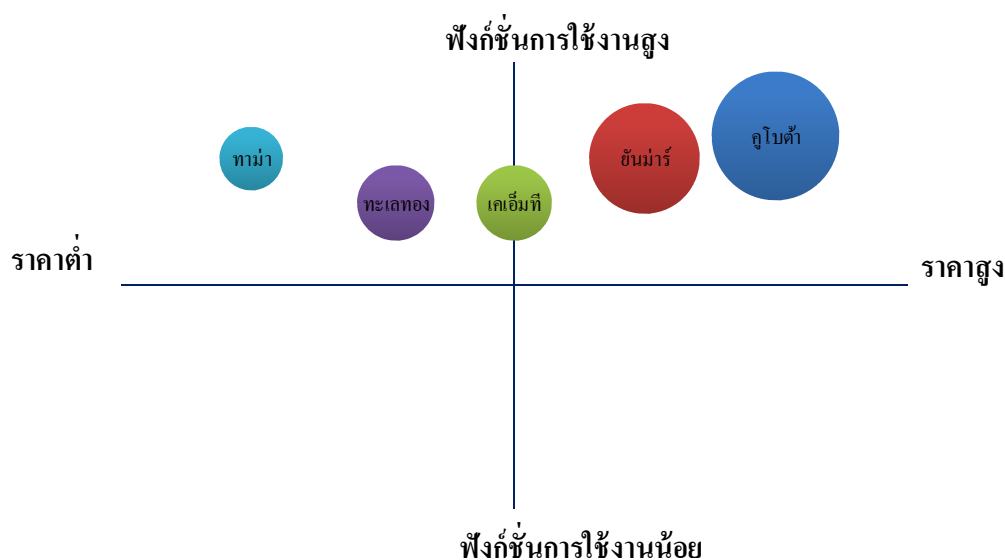 ฟังก์ชั่นการใช้งานสูง
คูโบต้า
ทาม่า
ยันม่าร์
ทะเลทอง
เคเอ็มที
ราคาต่ำ
ราคาสูง
ฟังก์ชั่นการใช้งานน้อย